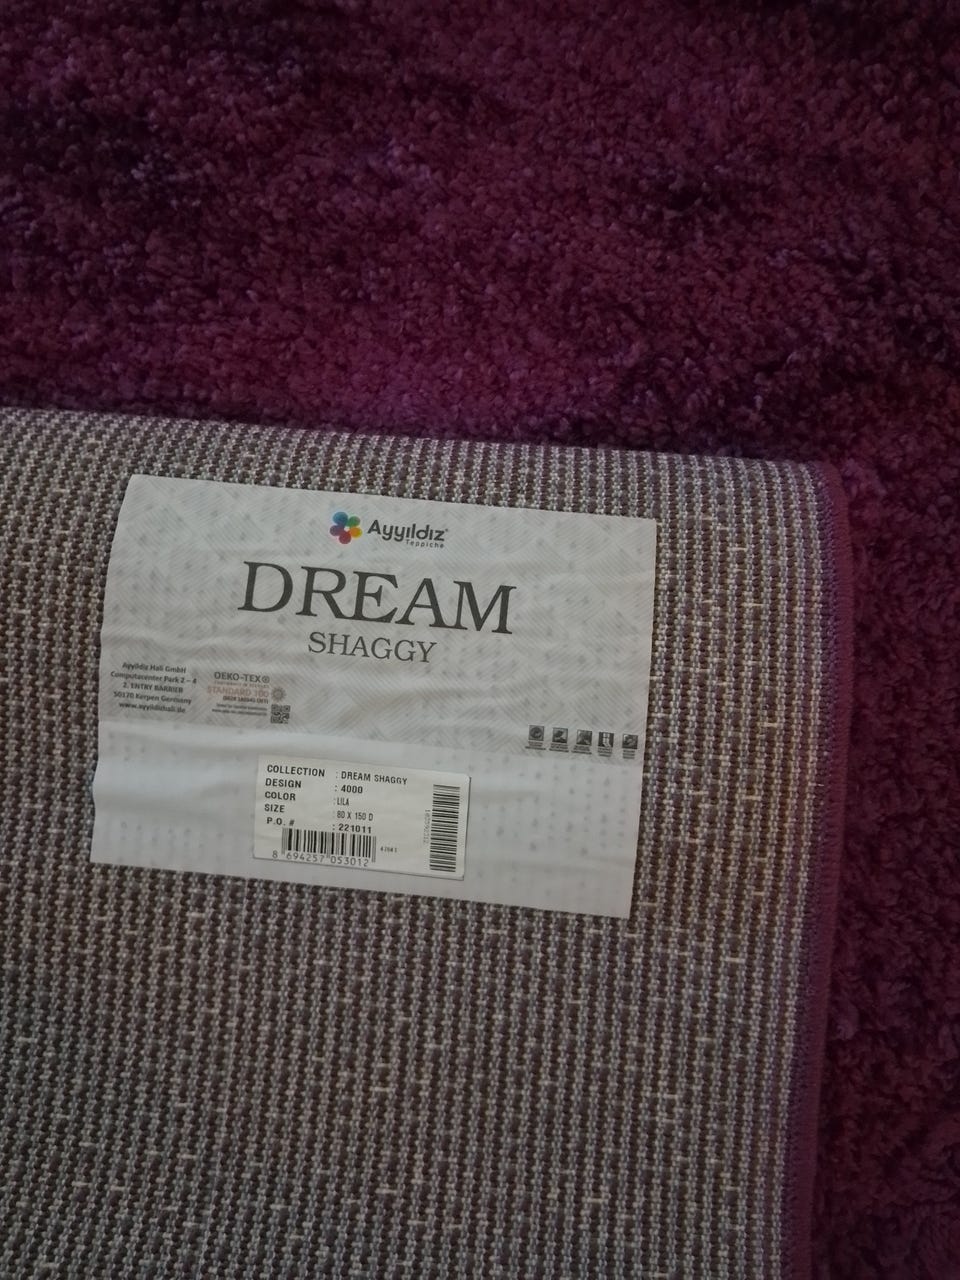 Ayyıldız®
Teppiche
DREAM
SHAGGY
Ayyildiz Hali GmbH
Computacenter Park 2 – 4
2. ENTRY BARRIER
50170 Kerpen Germany
www.ayyildizhali.de
OEKO-TEX®
STANDARD 100
COLLECTION : DREAM SHAGGY
DESIGN : 4000
COLOR : LILA
SIZE : 80 X 150 D
P.O. # : 221011
8 694257 053012